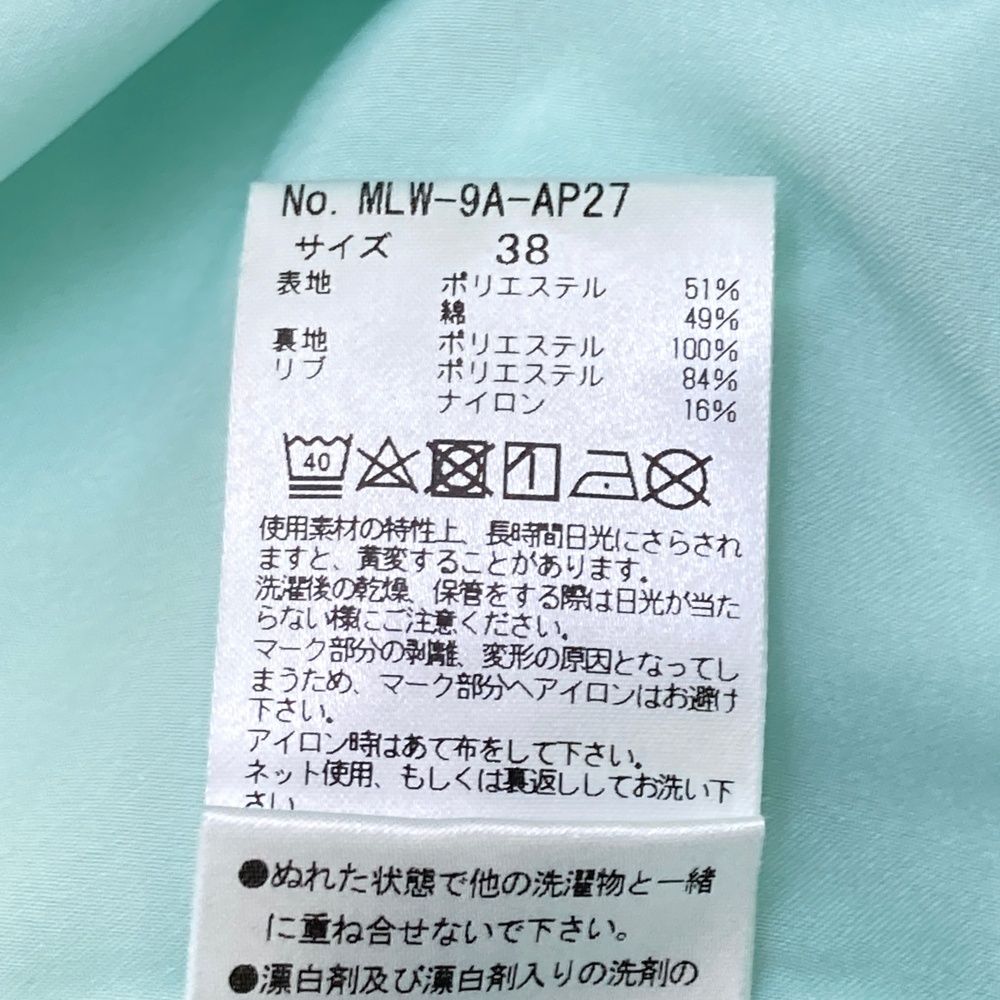 No. MLW-9A-AP27
サイズ 38
表地 ポリエステル 51%
綿 49%
裏地 ポリエステル 100%
リブ ポリエステル 84%
ナイロン 16%
40
使用素材の特性上、長時間日光にさらされ
ますと、黄変することがあります。
洗濯後の乾燥、保管をする際は日光が当た
らない様にご注意ください。
マーク部分の剥離、変形の原因となってし
まうため、マーク部分へアイロンはお避け
下さい。
アイロン時はあて布をして下さい。
ネット使用、もしくは裏返ししてお洗い下
さい
●ぬれた状態で他の洗濯物と一緒
に重ね合せないで下さい。
●漂白剤及び漂白剤入りの洗剤の